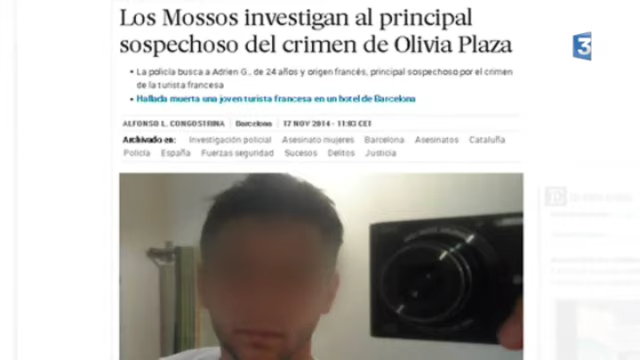 Los Mossos investigan al principal
sospechoso del crimen de Olivia Plaza
3
• La policía busca a Adrien G., de 24 años y origen francés, principal sospechoso por el crimen
de la turista francesa
• Hallada muerta una joven turista francesa en un hotel de Barcelona
ALFONSO L. CONGOSTRINA | Barcelona | 17 NOV 2014 - 11:03 CET
Archivado en: Investigación policial Asesinato mujeres Barcelona Asesinatos Cataluña
Policía España Fuerzas seguridad Sucesos Delitos Justicia